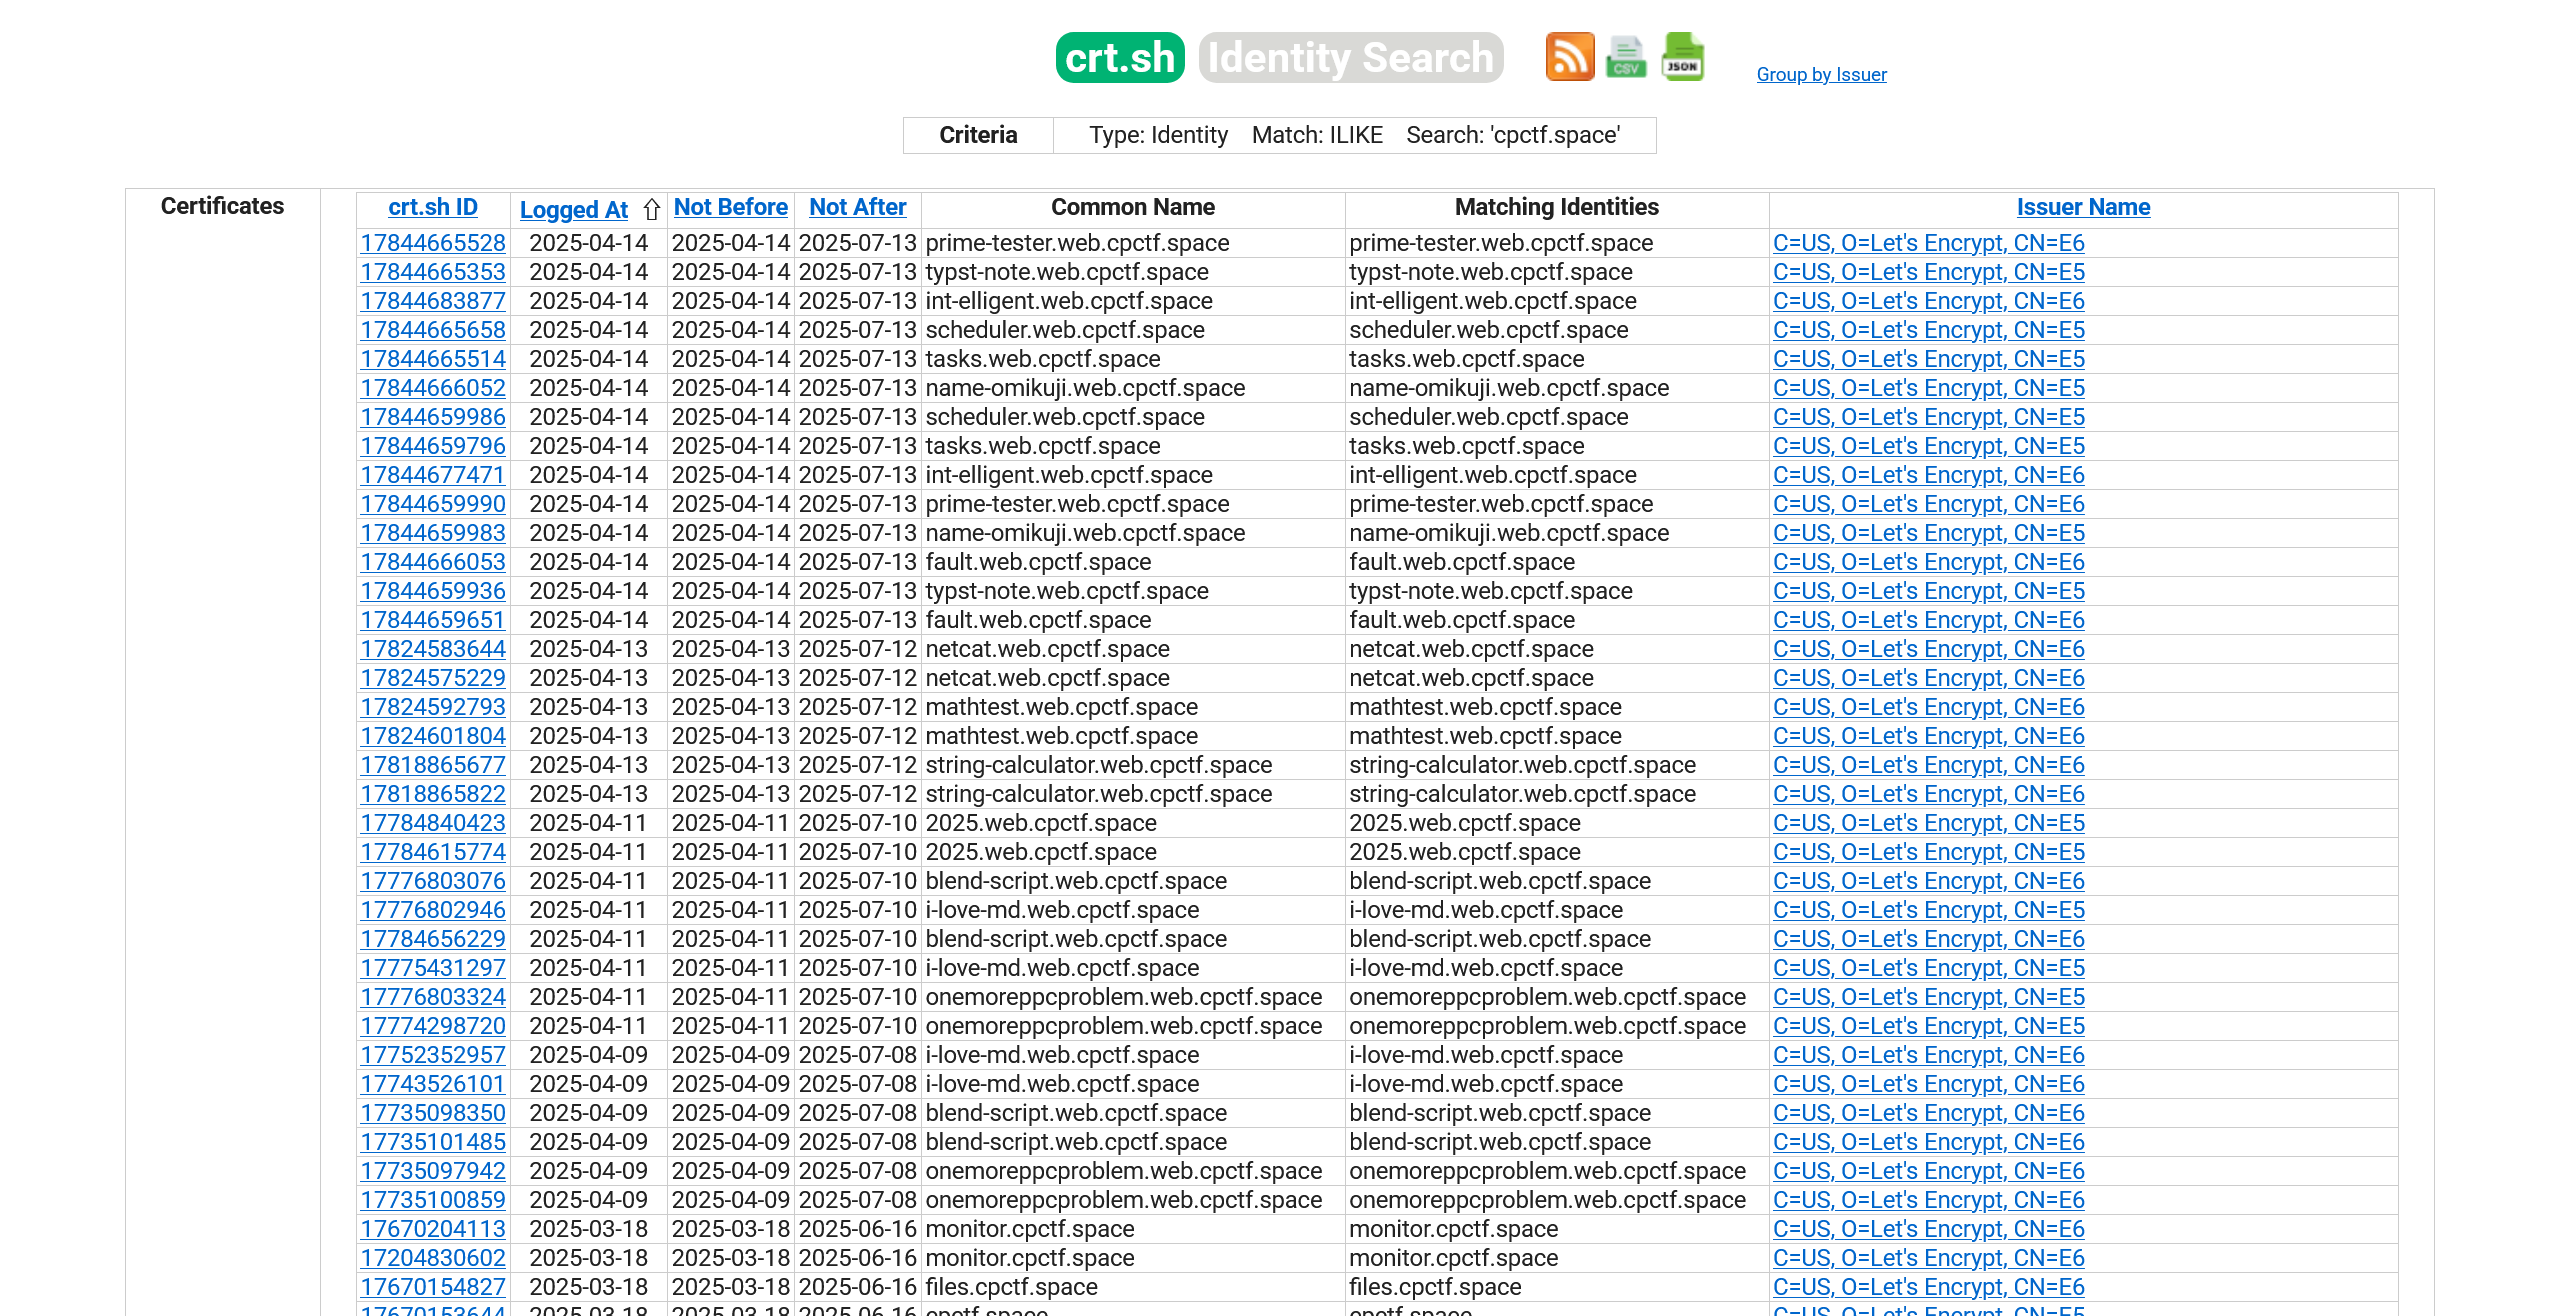 crt.sh Identity Search CSV JSON Group by Issuer
Criteria Type: Identity Match: ILIKE Search: 'cpctf.space'
Certificates crt.sh ID Logged At ⇧ Not Before Not After Common Name Matching Identities Issuer Name
17844665528 2025-04-14 2025-04-14 2025-07-13 prime-tester.web.cpctf.space prime-tester.web.cpctf.space C=US, O=Let's Encrypt, CN=E6
17844665353 2025-04-14 2025-04-14 2025-07-13 typst-note.web.cpctf.space typst-note.web.cpctf.space C=US, O=Let's Encrypt, CN=E5
17844683877 2025-04-14 2025-04-14 2025-07-13 int-elligent.web.cpctf.space int-elligent.web.cpctf.space C=US, O=Let's Encrypt, CN=E6
17844665658 2025-04-14 2025-04-14 2025-07-13 scheduler.web.cpctf.space scheduler.web.cpctf.space C=US, O=Let's Encrypt, CN=E5
17844665514 2025-04-14 2025-04-14 2025-07-13 tasks.web.cpctf.space tasks.web.cpctf.space C=US, O=Let's Encrypt, CN=E5
17844666052 2025-04-14 2025-04-14 2025-07-13 name-omikuji.web.cpctf.space name-omikuji.web.cpctf.space C=US, O=Let's Encrypt, CN=E5
17844659986 2025-04-14 2025-04-14 2025-07-13 scheduler.web.cpctf.space scheduler.web.cpctf.space C=US, O=Let's Encrypt, CN=E5
17844659796 2025-04-14 2025-04-14 2025-07-13 tasks.web.cpctf.space tasks.web.cpctf.space C=US, O=Let's Encrypt, CN=E5
17844677471 2025-04-14 2025-04-14 2025-07-13 int-elligent.web.cpctf.space int-elligent.web.cpctf.space C=US, O=Let's Encrypt, CN=E6
17844659990 2025-04-14 2025-04-14 2025-07-13 prime-tester.web.cpctf.space prime-tester.web.cpctf.space C=US, O=Let's Encrypt, CN=E6
17844659983 2025-04-14 2025-04-14 2025-07-13 name-omikuji.web.cpctf.space name-omikuji.web.cpctf.space C=US, O=Let's Encrypt, CN=E5
17844666053 2025-04-14 2025-04-14 2025-07-13 fault.web.cpctf.space fault.web.cpctf.space C=US, O=Let's Encrypt, CN=E6
17844659936 2025-04-14 2025-04-14 2025-07-13 typst-note.web.cpctf.space typst-note.web.cpctf.space C=US, O=Let's Encrypt, CN=E5
17844659651 2025-04-14 2025-04-14 2025-07-13 fault.web.cpctf.space fault.web.cpctf.space C=US, O=Let's Encrypt, CN=E6
17824583644 2025-04-13 2025-04-13 2025-07-12 netcat.web.cpctf.space netcat.web.cpctf.space C=US, O=Let's Encrypt, CN=E6
17824575229 2025-04-13 2025-04-13 2025-07-12 netcat.web.cpctf.space netcat.web.cpctf.space C=US, O=Let's Encrypt, CN=E6
17824592793 2025-04-13 2025-04-13 2025-07-12 mathtest.web.cpctf.space mathtest.web.cpctf.space C=US, O=Let's Encrypt, CN=E6
17824601804 2025-04-13 2025-04-13 2025-07-12 mathtest.web.cpctf.space mathtest.web.cpctf.space C=US, O=Let's Encrypt, CN=E6
17818865677 2025-04-13 2025-04-13 2025-07-12 string-calculator.web.cpctf.space string-calculator.web.cpctf.space C=US, O=Let's Encrypt, CN=E6
17818865822 2025-04-13 2025-04-13 2025-07-12 string-calculator.web.cpctf.space string-calculator.web.cpctf.space C=US, O=Let's Encrypt, CN=E6
17784840423 2025-04-11 2025-04-11 2025-07-10 2025.web.cpctf.space 2025.web.cpctf.space C=US, O=Let's Encrypt, CN=E5
17784615774 2025-04-11 2025-04-11 2025-07-10 2025.web.cpctf.space 2025.web.cpctf.space C=US, O=Let's Encrypt, CN=E5
17776803076 2025-04-11 2025-04-11 2025-07-10 blend-script.web.cpctf.space blend-script.web.cpctf.space C=US, O=Let's Encrypt, CN=E6
17776802946 2025-04-11 2025-04-11 2025-07-10 i-love-md.web.cpctf.space i-love-md.web.cpctf.space C=US, O=Let's Encrypt, CN=E5
17784656229 2025-04-11 2025-04-11 2025-07-10 blend-script.web.cpctf.space blend-script.web.cpctf.space C=US, O=Let's Encrypt, CN=E6
17775431297 2025-04-11 2025-04-11 2025-07-10 i-love-md.web.cpctf.space i-love-md.web.cpctf.space C=US, O=Let's Encrypt, CN=E5
17776803324 2025-04-11 2025-04-11 2025-07-10 onemoreppcproblem.web.cpctf.space onemoreppcproblem.web.cpctf.space C=US, O=Let's Encrypt, CN=E5
17774298720 2025-04-11 2025-04-11 2025-07-10 onemoreppcproblem.web.cpctf.space onemoreppcproblem.web.cpctf.space C=US, O=Let's Encrypt, CN=E5
17752352957 2025-04-09 2025-04-09 2025-07-08 i-love-md.web.cpctf.space i-love-md.web.cpctf.space C=US, O=Let's Encrypt, CN=E6
17743526101 2025-04-09 2025-04-09 2025-07-08 i-love-md.web.cpctf.space i-love-md.web.cpctf.space C=US, O=Let's Encrypt, CN=E6
17735098350 2025-04-09 2025-04-09 2025-07-08 blend-script.web.cpctf.space blend-script.web.cpctf.space C=US, O=Let's Encrypt, CN=E6
17735101485 2025-04-09 2025-04-09 2025-07-08 blend-script.web.cpctf.space blend-script.web.cpctf.space C=US, O=Let's Encrypt, CN=E6
17735097942 2025-04-09 2025-04-09 2025-07-08 onemoreppcproblem.web.cpctf.space onemoreppcproblem.web.cpctf.space C=US, O=Let's Encrypt, CN=E6
17735100859 2025-04-09 2025-04-09 2025-07-08 onemoreppcproblem.web.cpctf.space onemoreppcproblem.web.cpctf.space C=US, O=Let's Encrypt, CN=E6
17670204113 2025-03-18 2025-03-18 2025-06-16 monitor.cpctf.space monitor.cpctf.space C=US, O=Let's Encrypt, CN=E6
17204830602 2025-03-18 2025-03-18 2025-06-16 monitor.cpctf.space monitor.cpctf.space C=US, O=Let's Encrypt, CN=E6
17670154827 2025-03-18 2025-03-18 2025-06-16 files.cpctf.space files.cpctf.space C=US, O=Let's Encrypt, CN=E6
17670153644 2025-03-18 2025-03-18 2025-06-16 cpctf.space cpctf.space C=US, O=Let's Encrypt, CN=E5